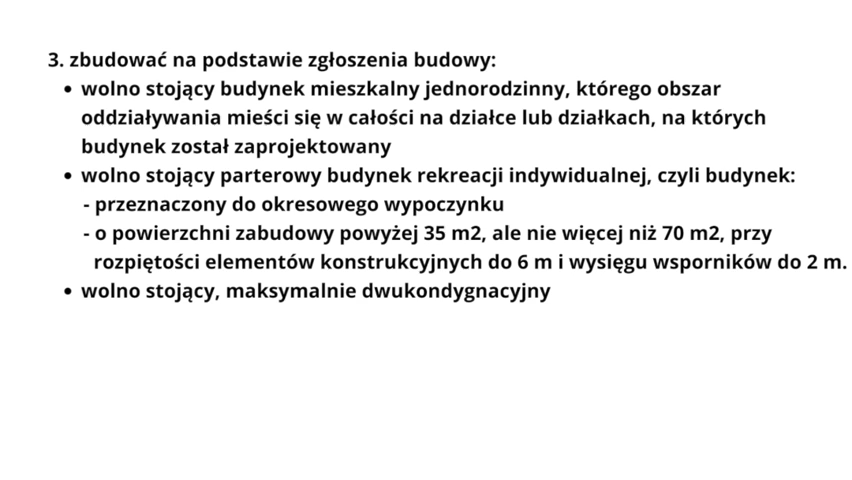 3. zbudować na podstawie zgłoszenia budowy:
• wolno stojący budynek mieszkalny jednorodzinny, którego obszar
oddziaływania mieści się w całości na działce lub działkach, na których
budynek został zaprojektowany
• wolno stojący parterowy budynek rekreacji indywidualnej, czyli budynek:
- przeznaczony do okresowego wypoczynku
- o powierzchni zabudowy powyżej 35 m2, ale nie więcej niż 70 m2, przy
rozpiętości elementów konstrukcyjnych do 6 m i wysięgu wsporników do 2 m.
• wolno stojący, maksymalnie dwukondygnacyjny